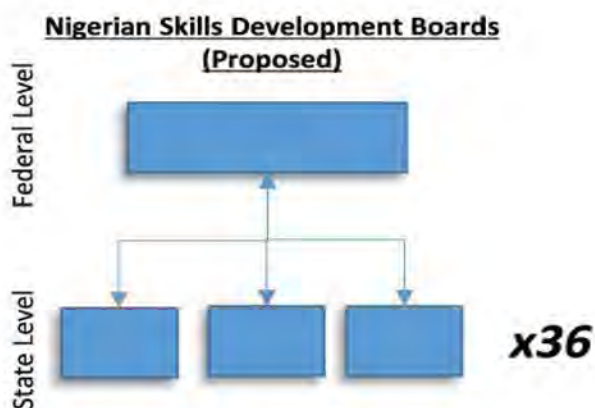 Nigerian Skills Development Boards
(Proposed)
Federal Level
State Level
x36